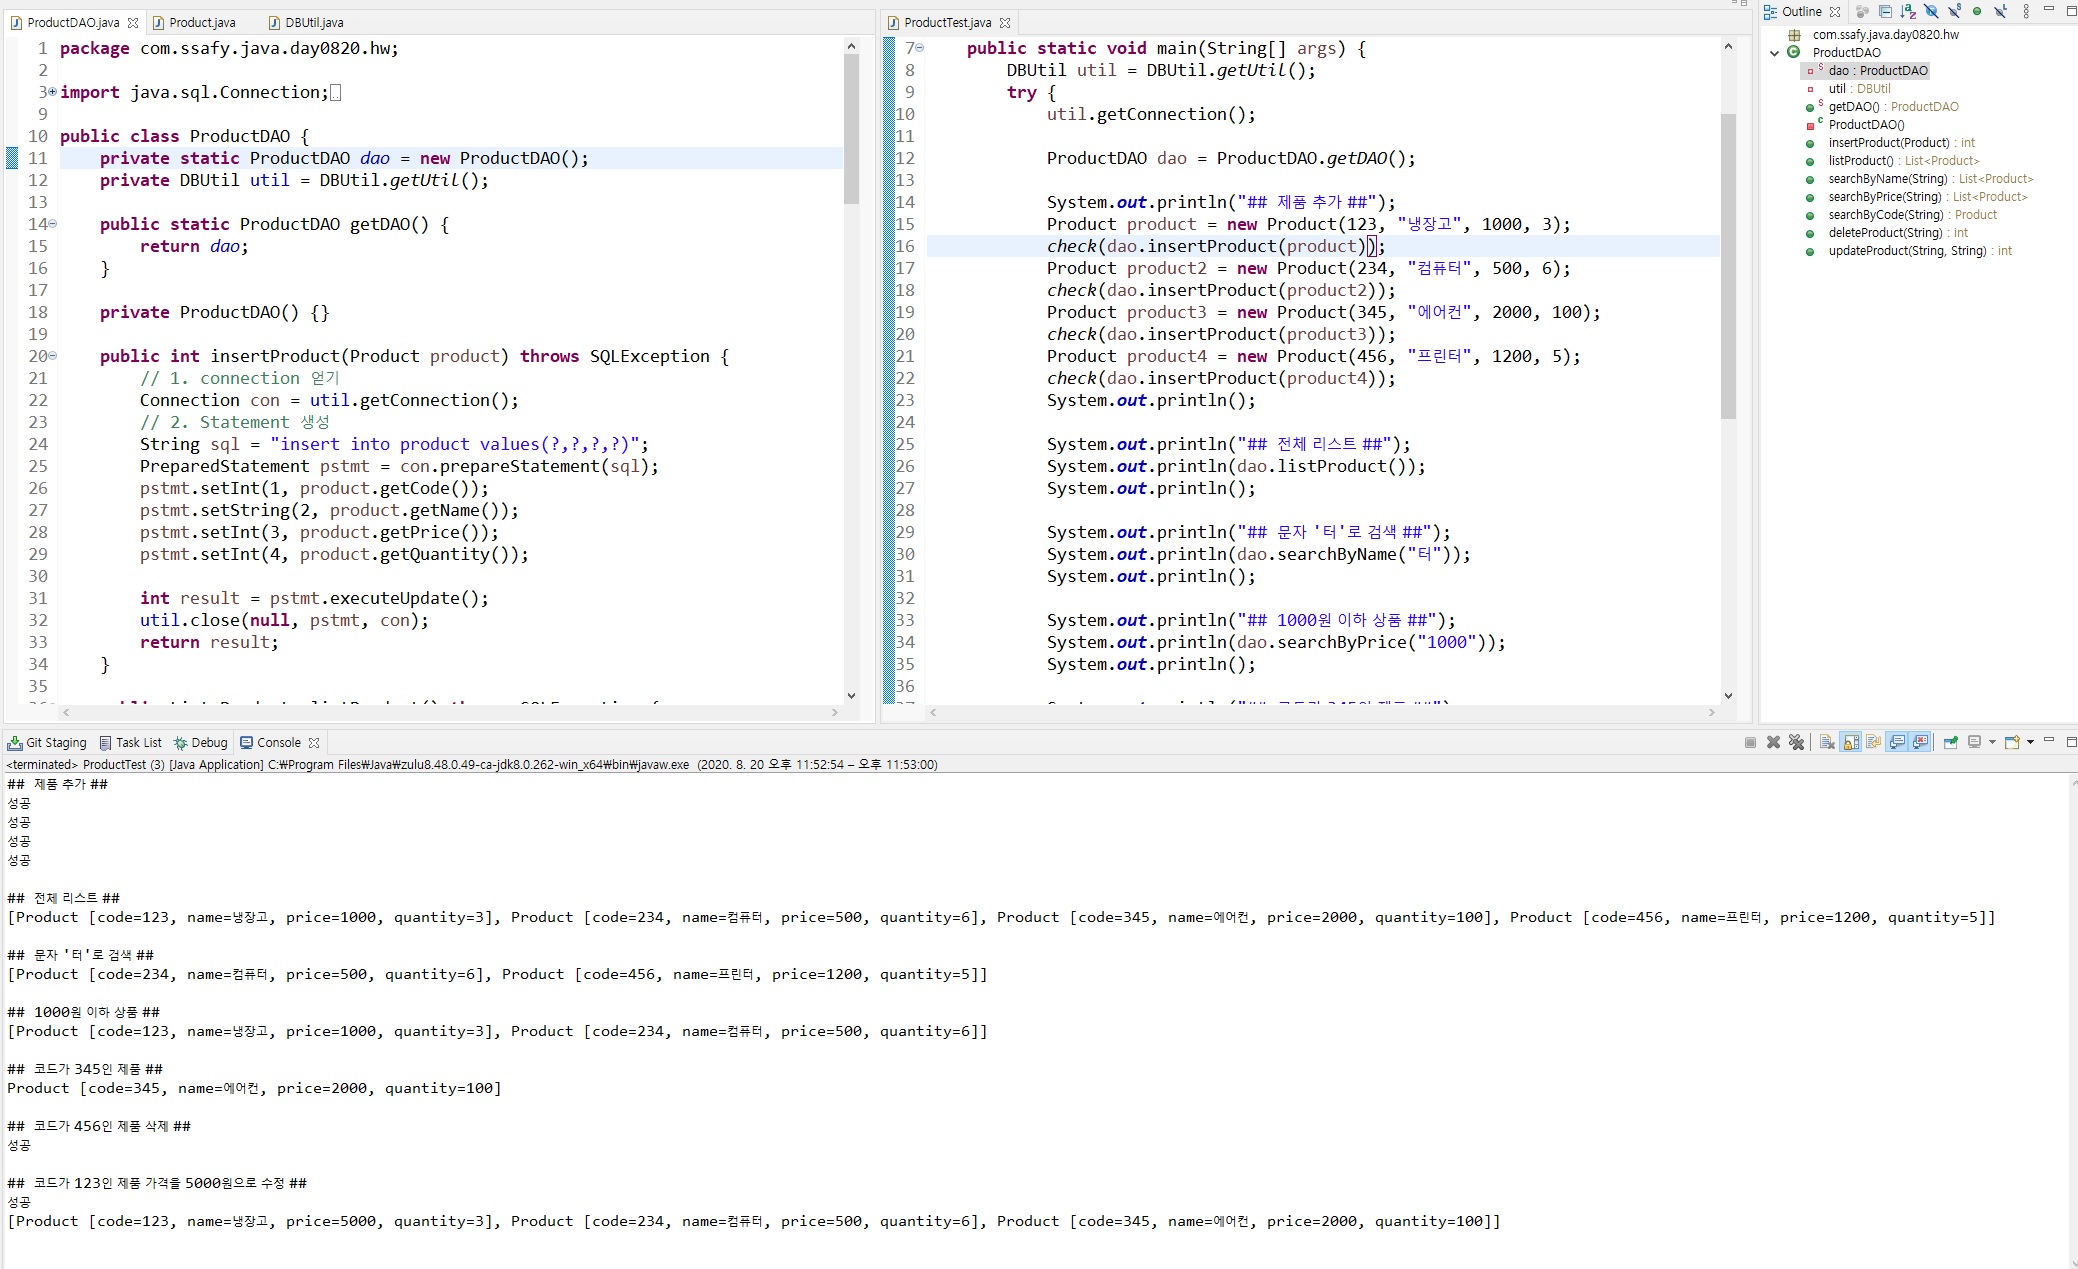 ProductDAO.java
Product.java
DBUtil.java
1 package com.ssafy.java.day0820.hw;
2
3 import java.sql.Connection;
9
10 public class ProductDAO {
11 private static ProductDAO dao = new ProductDAO();
12 private DBUtil util = DBUtil.getUtil();
13
14 public static ProductDAO getDAO() {
15 return dao;
16 }
17
18 private ProductDAO() {}
19
20 public int insertProduct(Product product) throws SQLException {
21 // 1. connection 얻기
22 Connection con = util.getConnection();
23 // 2. Statement 생성
24 String sql = "insert into product values(?,?,?,?)";
25 PreparedStatement pstmt = con.prepareStatement(sql);
26 pstmt.setInt(1, product.getCode());
27 pstmt.setString(2, product.getName());
28 pstmt.setInt(3, product.getPrice());
29 pstmt.setInt(4, product.getQuantity());
30
31 int result = pstmt.executeUpdate();
32 util.close(null, pstmt, con);
33 return result;
34 }
35
ProductTest.java
7 public static void main(String[] args) {
8 DBUtil util = DBUtil.getUtil();
9 try {
10 util.getConnection();
11
12 ProductDAO dao = ProductDAO.getDAO();
13
14 System.out.println("## 제품 추가 ##");
15 Product product = new Product(123, "냉장고", 1000, 3);
16 check(dao.insertProduct(product));
17 Product product2 = new Product(234, "컴퓨터", 500, 6);
18 check(dao.insertProduct(product2));
19 Product product3 = new Product(345, "에어컨", 2000, 100);
20 check(dao.insertProduct(product3));
21 Product product4 = new Product(456, "프린터", 1200, 5);
22 check(dao.insertProduct(product4));
23 System.out.println();
24
25 System.out.println("## 전체 리스트 ##");
26 System.out.println(dao.listProduct());
27 System.out.println();
28
29 System.out.println("## 문자 '터'로 검색 ##");
30 System.out.println(dao.searchByName("터"));
31 System.out.println();
32
33 System.out.println("## 1000원 이하 상품 ##");
34 System.out.println(dao.searchByPrice("1000"));
35 System.out.println();
36
Outline
com.ssafy.java.day0820.hw
ProductDAO
dao : ProductDAO
util : DBUtil
getDAO() : ProductDAO
ProductDAO()
insertProduct(Product) : int
listProduct() : List<Product>
searchByName(String) : List<Product>
searchByPrice(String) : List<Product>
searchByCode(String) : Product
deleteProduct(String) : int
updateProduct(String, String) : int
Git Staging Task List Debug Console
<terminated> ProductTest (3) [Java Application] C:₩Program Files₩Java₩zulu8.48.0.49-ca-jdk8.0.262-win_x64₩bin₩javaw.exe (2020. 8. 20 오후 11:52:54 – 오후 11:53:00)
## 제품 추가 ##
성공
성공
성공
성공
## 전체 리스트 ##
[Product [code=123, name=냉장고, price=1000, quantity=3], Product [code=234, name=컴퓨터, price=500, quantity=6], Product [code=345, name=에어컨, price=2000, quantity=100], Product [code=456, name=프린터, price=1200, quantity=5]]
## 문자 '터'로 검색 ##
[Product [code=234, name=컴퓨터, price=500, quantity=6], Product [code=456, name=프린터, price=1200, quantity=5]]
## 1000원 이하 상품 ##
[Product [code=123, name=냉장고, price=1000, quantity=3], Product [code=234, name=컴퓨터, price=500, quantity=6]]
## 코드가 345인 제품 ##
Product [code=345, name=에어컨, price=2000, quantity=100]
## 코드가 456인 제품 삭제 ##
성공
## 코드가 123인 제품 가격을 5000원으로 수정 ##
성공
[Product [code=123, name=냉장고, price=5000, quantity=3], Product [code=234, name=컴퓨터, price=500, quantity=6], Product [code=345, name=에어컨, price=2000, quantity=100]]